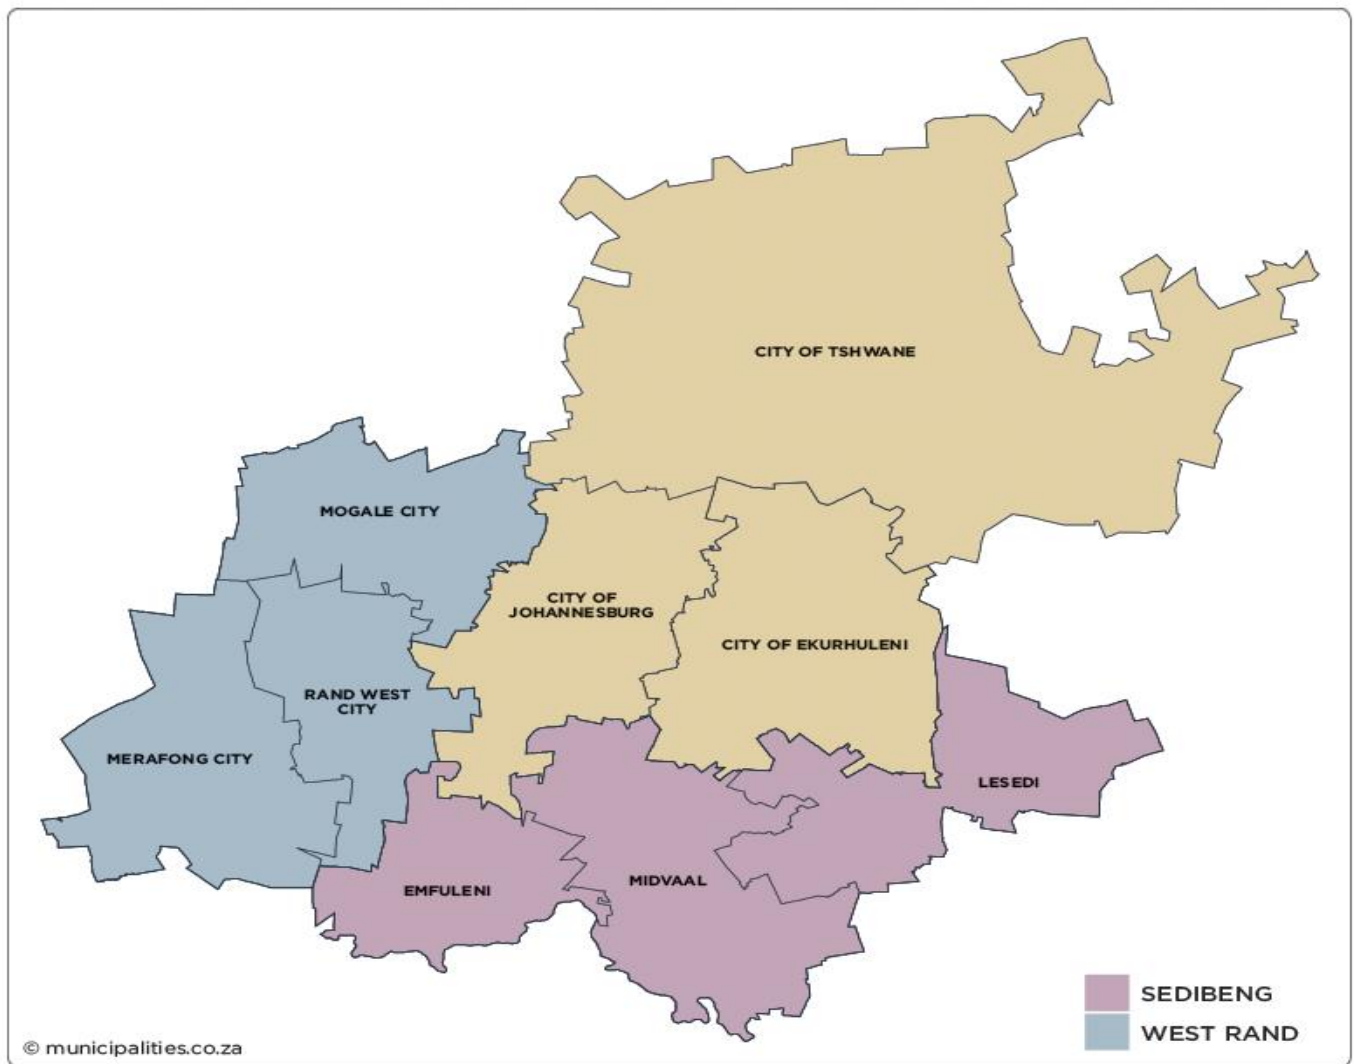 CITY OF TSHWANE
MOGALE CITY
CITY OF
JOHANNESBURG
CITY OF EKURHULENI
RAND WEST
CITY
MERAFONG CITY
LESEDI
EMFULENI
MIDVAAL
SEDIBENG
WEST RAND
© municipalities.co.za